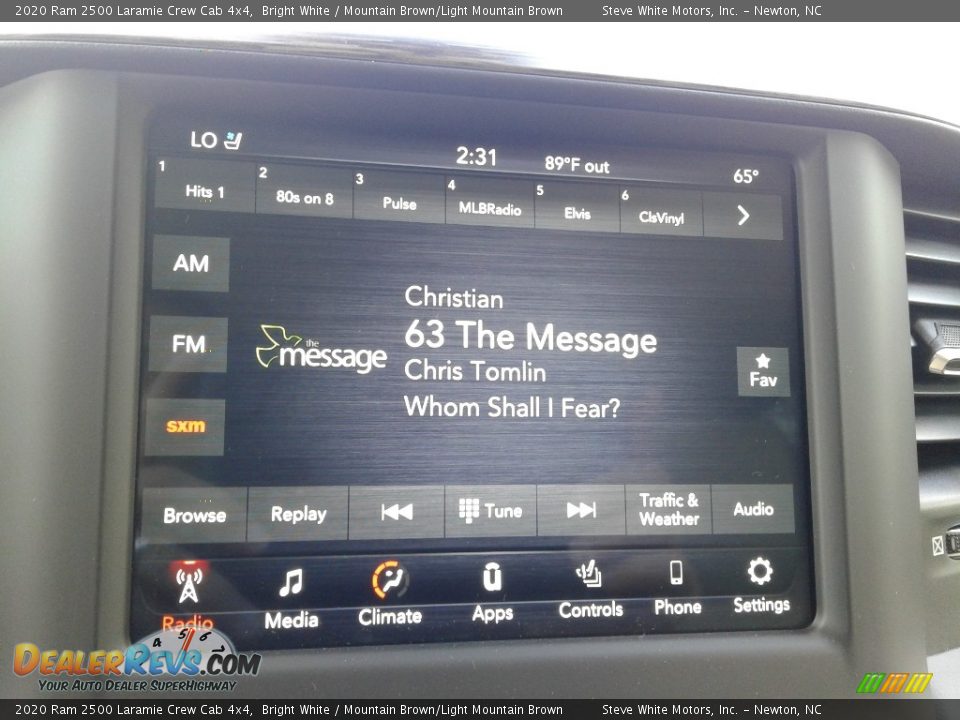 2020 Ram 2500 Laramie Crew Cab 4x4, Bright White / Mountain Brown/Light Mountain Brown Steve White Motors, Inc. - Newton, NC
LO 2:31 89°F out 65°
1 Hits 1 2 80s on 8 3 Pulse 4 MLBRadio 5 Elvis 6 ClsVinyl
AM
FM
sxm
the message
Christian
63 The Message
Chris Tomlin
Whom Shall I Fear?
Fav
Browse Replay Tune Traffic & Weather Audio
Radio Media Climate Apps Controls Phone Settings
4 5 6
DealerRevs.com
Your Auto Dealer SuperHighway
2020 Ram 2500 Laramie Crew Cab 4x4, Bright White / Mountain Brown/Light Mountain Brown Steve White Motors, Inc. - Newton, NC